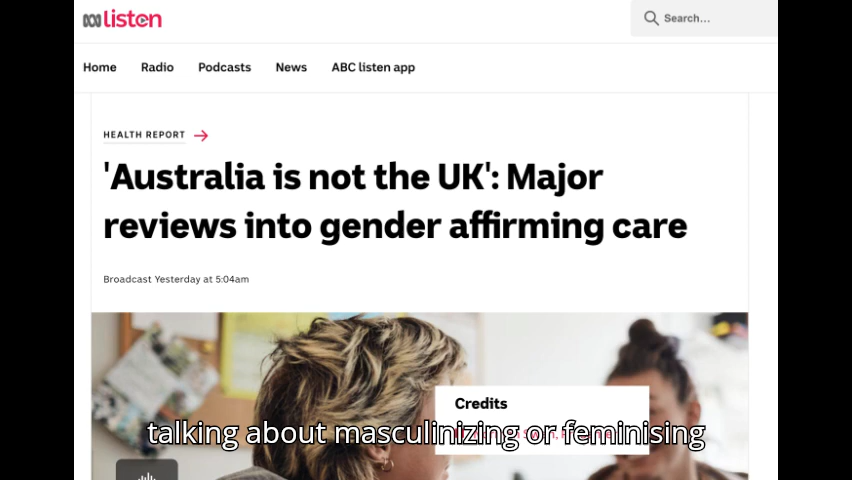 listen
Search...
Home Radio Podcasts News ABC listen app
HEALTH REPORT
'Australia is not the UK': Major
reviews into gender affirming care
Broadcast Yesterday at 5:04am
Credits
talking about masculinizing or feminising